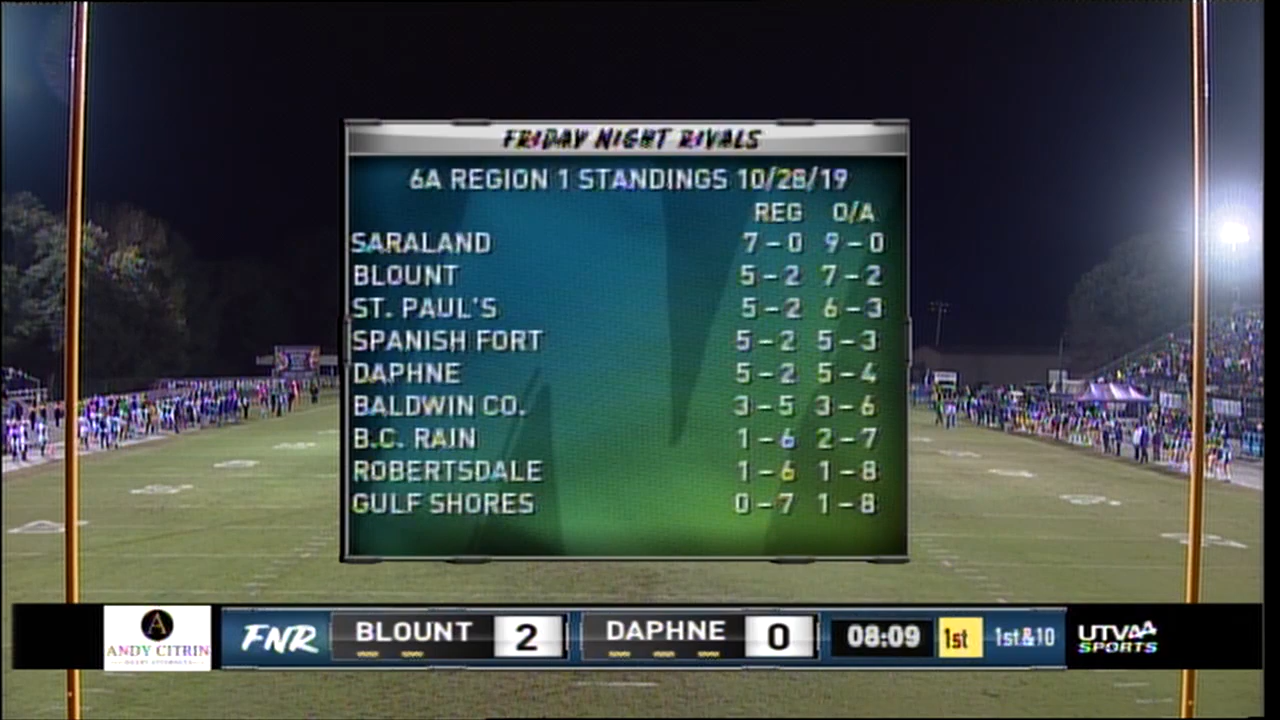 FRIDAY NIGHT RIVALS
6A REGION 1 STANDINGS 10/28/19
REG O/A
SARALAND 7-0 9-0
BLOUNT 5-2 7-2
ST. PAUL'S 5-2 6-3
SPANISH FORT 5-2 5-3
DAPHNE 5-2 5-4
BALDWIN CO. 3-5 3-6
B.C. RAIN 1-6 2-7
ROBERTSDALE 1-6 1-8
GULF SHORES 0-7 1-8
A
ANDY CITRIN
FNR BLOUNT 2 DAPHNE 0 08:09 1st 1st&10
UTVAA
SPORTS